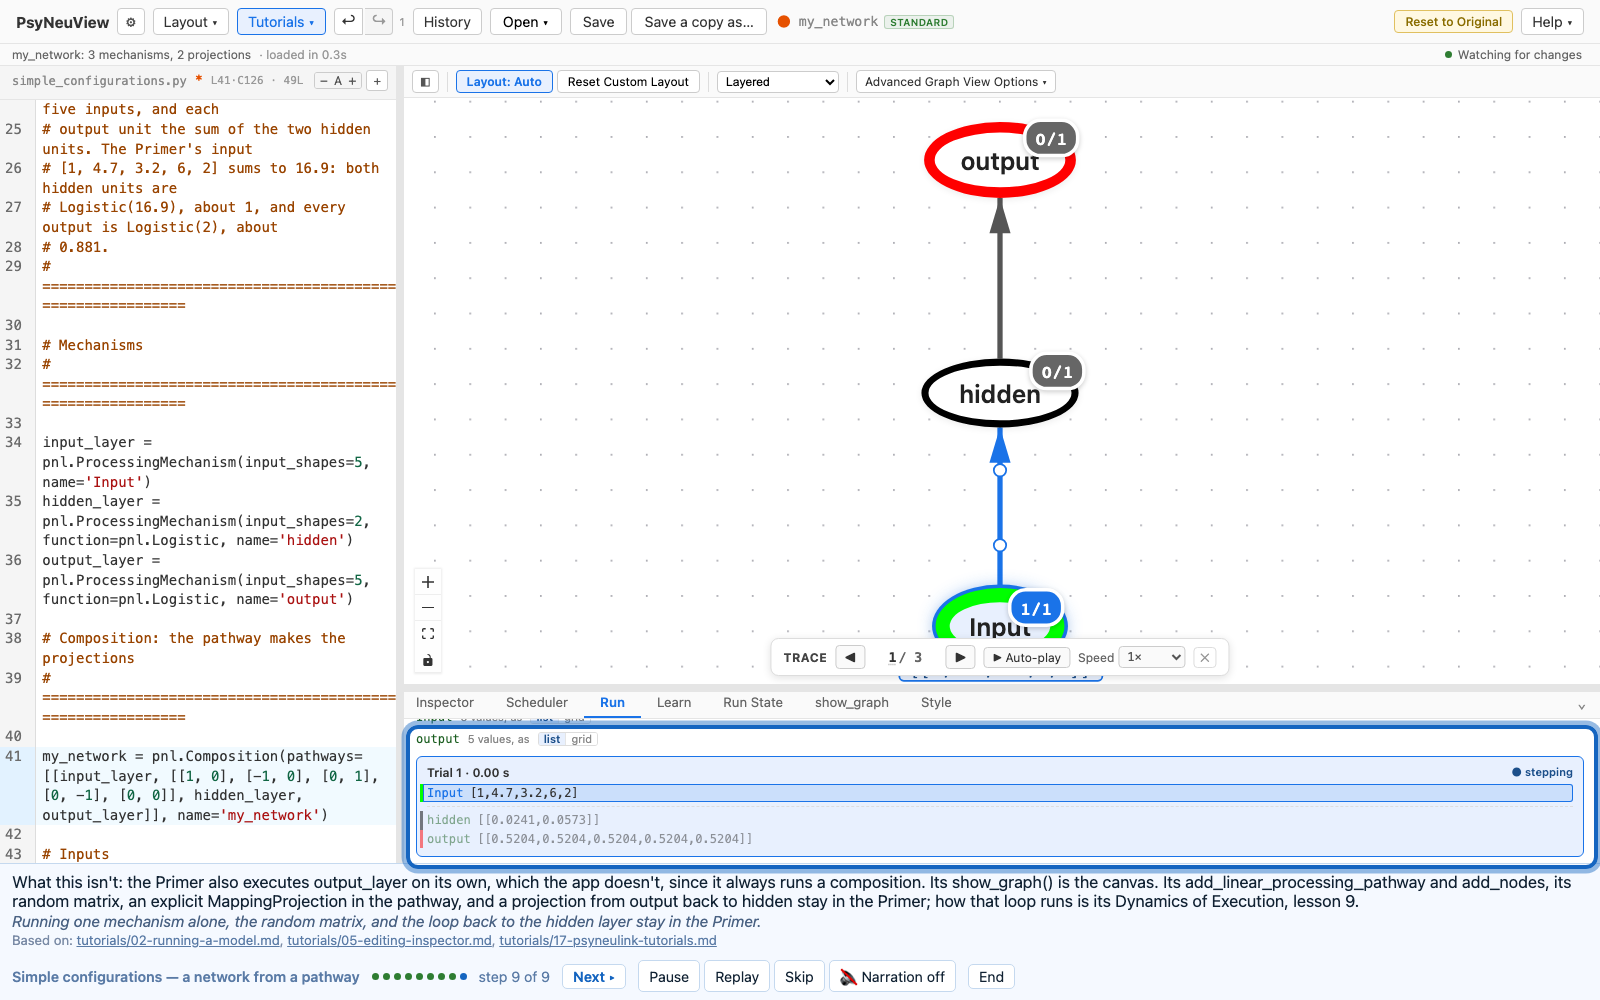 PsyNeuView ⚙ Layout ▾ Tutorials ▾ ↩ ↪ 1 History Open ▾ Save Save a copy as... my_network STANDARD Reset to Original Help ▾
my_network: 3 mechanisms, 2 projections · loaded in 0.3s Watching for changes
simple_configurations.py * L41·C126 · 49L − A + +
Layout: Auto Reset Custom Layout Layered Advanced Graph View Options ▾
five inputs, and each
25 # output unit the sum of the two hidden
units. The Primer's input
26 # [1, 4.7, 3.2, 6, 2] sums to 16.9: both
hidden units are
27 # Logistic(16.9), about 1, and every
output is Logistic(2), about
28 # 0.881.
29 #
===========================================
=================
30
31 # Mechanisms
32 #
===========================================
=================
33
34 input_layer =
pnl.ProcessingMechanism(input_shapes=5,
name='Input')
35 hidden_layer =
pnl.ProcessingMechanism(input_shapes=2,
function=pnl.Logistic, name='hidden')
36 output_layer =
pnl.ProcessingMechanism(input_shapes=5,
function=pnl.Logistic, name='output')
37
38 # Composition: the pathway makes the
projections
39 #
===========================================
=================
40
41 my_network = pnl.Composition(pathways=
[[input_layer, [[1, 0], [-1, 0], [0, 1],
[0, -1], [0, 0]], hidden_layer,
output_layer]], name='my_network')
42
43 # Inputs
0/1
output
0/1
hidden
1/1
Input
TRACE ◀ 1 / 3 ▶ ▶ Auto-play Speed 1× ✕
Inspector Scheduler Run Learn Run State show_graph Style
output 5 values, as list grid
Trial 1 · 0.00 s stepping
Input [1,4.7,3.2,6,2]
hidden [[0.0241,0.0573]]
output [[0.5204,0.5204,0.5204,0.5204,0.5204]]
What this isn't: the Primer also executes output_layer on its own, which the app doesn't, since it always runs a composition. Its show_graph() is the canvas. Its add_linear_processing_pathway and add_nodes, its
random matrix, an explicit MappingProjection in the pathway, and a projection from output back to hidden stay in the Primer; how that loop runs is its Dynamics of Execution, lesson 9.
Running one mechanism alone, the random matrix, and the loop back to the hidden layer stay in the Primer.
Based on: tutorials/02-running-a-model.md, tutorials/05-editing-inspector.md, tutorials/17-psyneulink-tutorials.md
Simple configurations — a network from a pathway step 9 of 9 Next ▸ Pause Replay Skip Narration off End